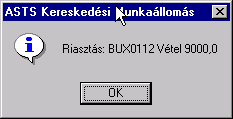 ASTS Kereskedési Munkaállomás
Riasztás: BUX0112 Vétel 9000,0
OK